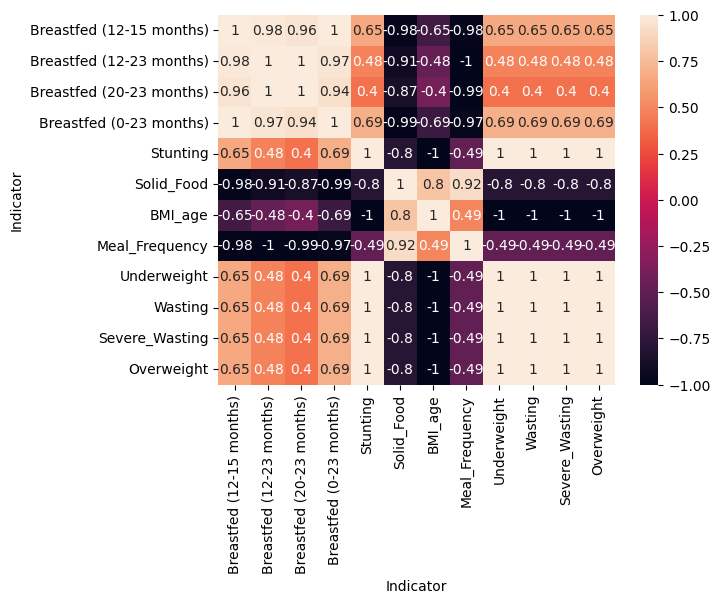 Breastfed (12-15 months) 1 0.98 0.96 1 0.65 -0.98 -0.65 -0.98 0.65 0.65 0.65 0.65
Breastfed (12-23 months) 0.98 1 1 0.97 0.48 -0.91 -0.48 -1 0.48 0.48 0.48 0.48
Breastfed (20-23 months) 0.96 1 1 0.94 0.4 -0.87 -0.4 -0.99 0.4 0.4 0.4 0.4
Breastfed (0-23 months) 1 0.97 0.94 1 0.69 -0.99 -0.69 -0.97 0.69 0.69 0.69 0.69
Stunting 0.65 0.48 0.4 0.69 1 -0.8 -1 -0.49 1 1 1 1
Solid_Food -0.98 -0.91 -0.87 -0.99 -0.8 1 0.8 0.92 -0.8 -0.8 -0.8 -0.8
BMI_age -0.65 -0.48 -0.4 -0.69 -1 0.8 1 0.49 -1 -1 -1 -1
Meal_Frequency -0.98 -1 -0.99 -0.97 -0.49 0.92 0.49 1 -0.49 -0.49 -0.49 -0.49
Underweight 0.65 0.48 0.4 0.69 1 -0.8 -1 -0.49 1 1 1 1
Wasting 0.65 0.48 0.4 0.69 1 -0.8 -1 -0.49 1 1 1 1
Severe_Wasting 0.65 0.48 0.4 0.69 1 -0.8 -1 -0.49 1 1 1 1
Overweight 0.65 0.48 0.4 0.69 1 -0.8 -1 -0.49 1 1 1 1
Indicator
Breastfed (12-15 months)
Breastfed (12-23 months)
Breastfed (20-23 months)
Breastfed (0-23 months)
Stunting
Solid_Food
BMI_age
Meal_Frequency
Underweight
Wasting
Severe_Wasting
Overweight
Indicator
1.00
0.75
0.50
0.25
0.00
−0.25
−0.50
−0.75
−1.00